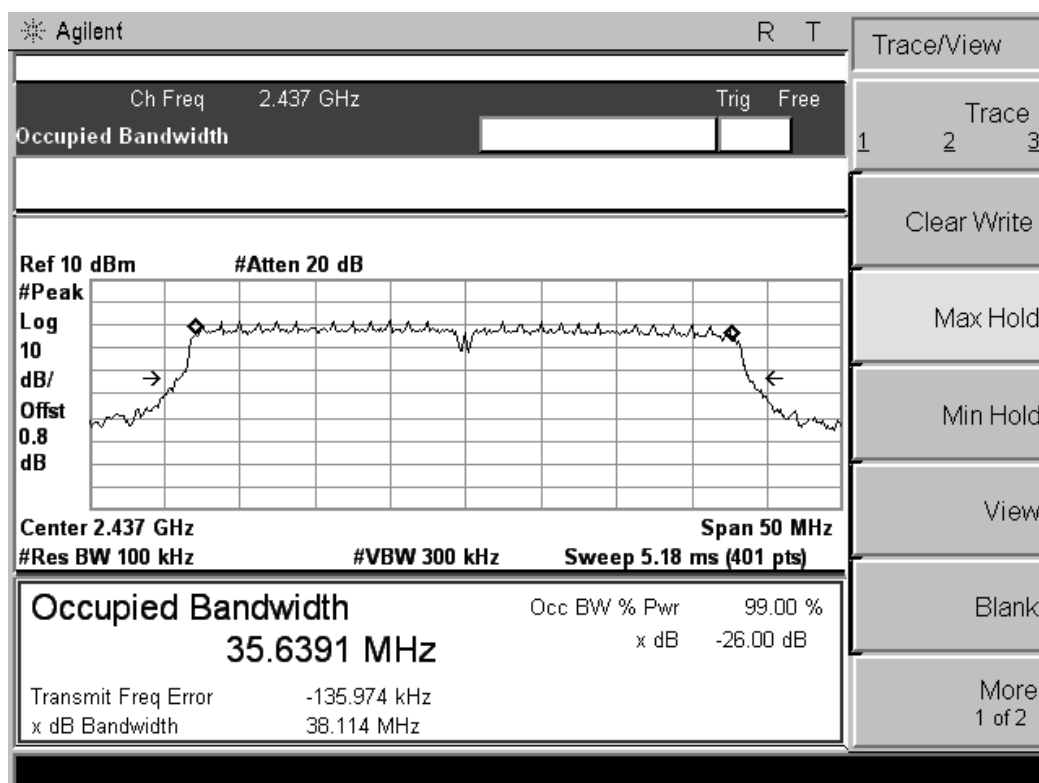 Agilent R T
Trace/View
Ch Freq 2.437 GHz Trig Free
Occupied Bandwidth
Trace
1 2 3
Clear Write
Max Hold
Min Hold
View
Blank
More
1 of 2
Ref 10 dBm #Atten 20 dB
#Peak
Log
10
dB/
Offst
0.8
dB
Center 2.437 GHz Span 50 MHz
#Res BW 100 kHz #VBW 300 kHz Sweep 5.18 ms (401 pts)
Occupied Bandwidth
35.6391 MHz
Occ BW % Pwr 99.00 %
x dB -26.00 dB
Transmit Freq Error -135.974 kHz
x dB Bandwidth 38.114 MHz